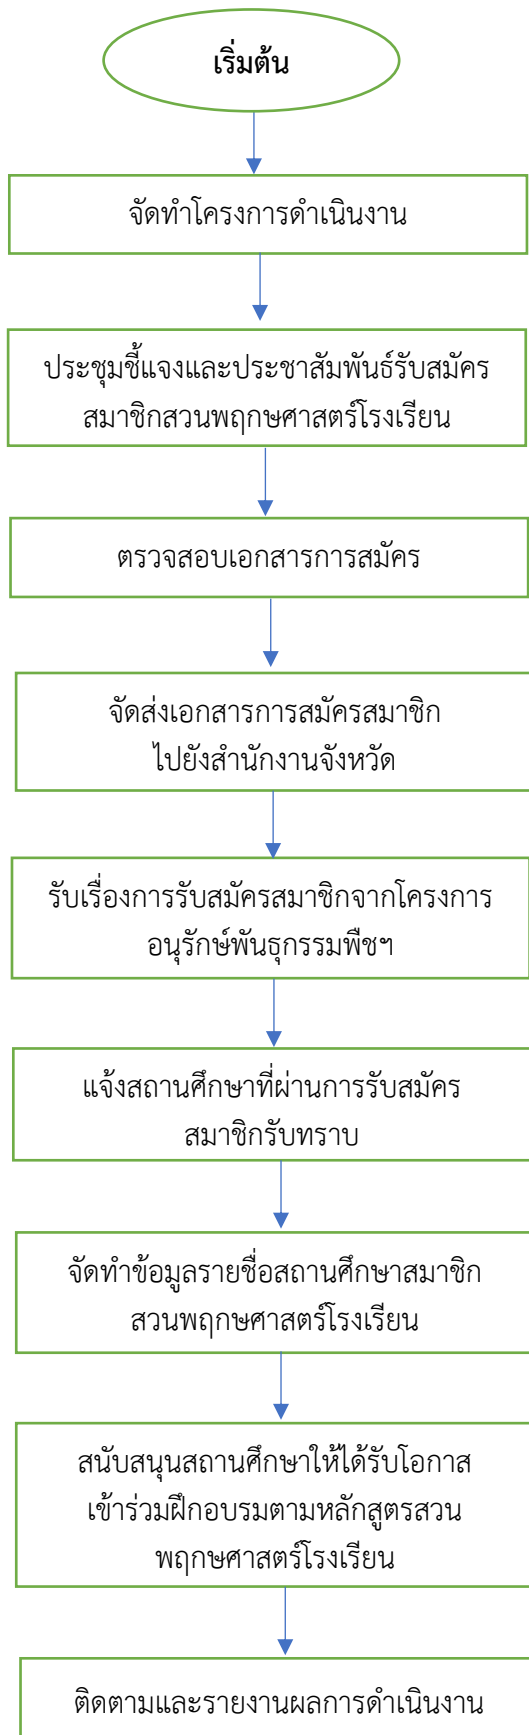 เริ่มต้น
จัดทำโครงการดำเนินงาน
ประชุมชี้แจงและประชาสัมพันธ์รับสมัคร
สมาชิกสวนพฤกษศาสตร์โรงเรียน
ตรวจสอบเอกสารการสมัคร
จัดส่งเอกสารการสมัครสมาชิก
ไปยังสำนักงานจังหวัด
รับเรื่องการรับสมัครสมาชิกจากโครงการ
อนุรักษ์พันธุกรรมพืชฯ
แจ้งสถานศึกษาที่ผ่านการรับสมัคร
สมาชิกรับทราบ
จัดทำข้อมูลรายชื่อสถานศึกษาสมาชิก
สวนพฤกษศาสตร์โรงเรียน
สนับสนุนสถานศึกษาให้ได้รับโอกาส
เข้าร่วมฝึกอบรมตามหลักสูตรสวน
พฤกษศาสตร์โรงเรียน
ติดตามและรายงานผลการดำเนินงาน